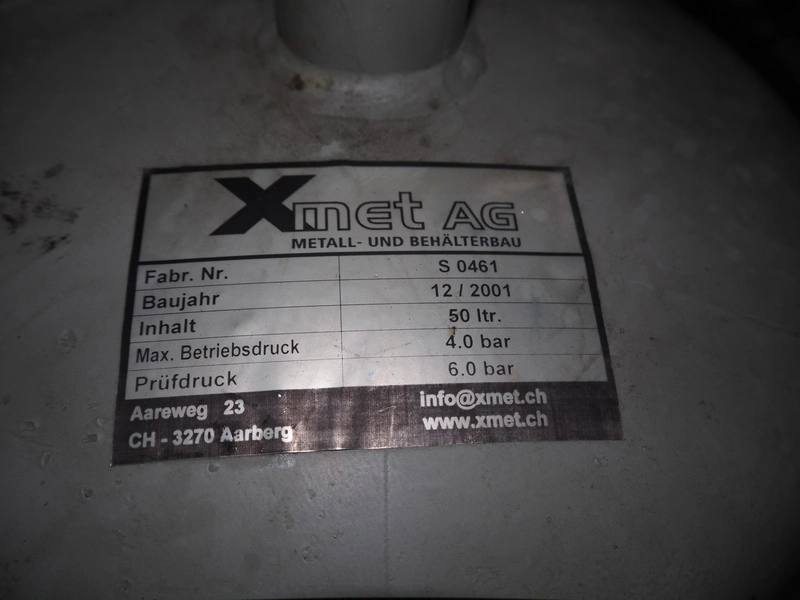 Xmet AG
METALL- UND BEHÄLTERBAU
Fabr. Nr. S 0461
Baujahr 12 / 2001
Inhalt 50 ltr.
Max. Betriebsdruck 4.0 bar
Prüfdruck 6.0 bar
Aareweg 23 info@xmet.ch
CH - 3270 Aarberg www.xmet.ch